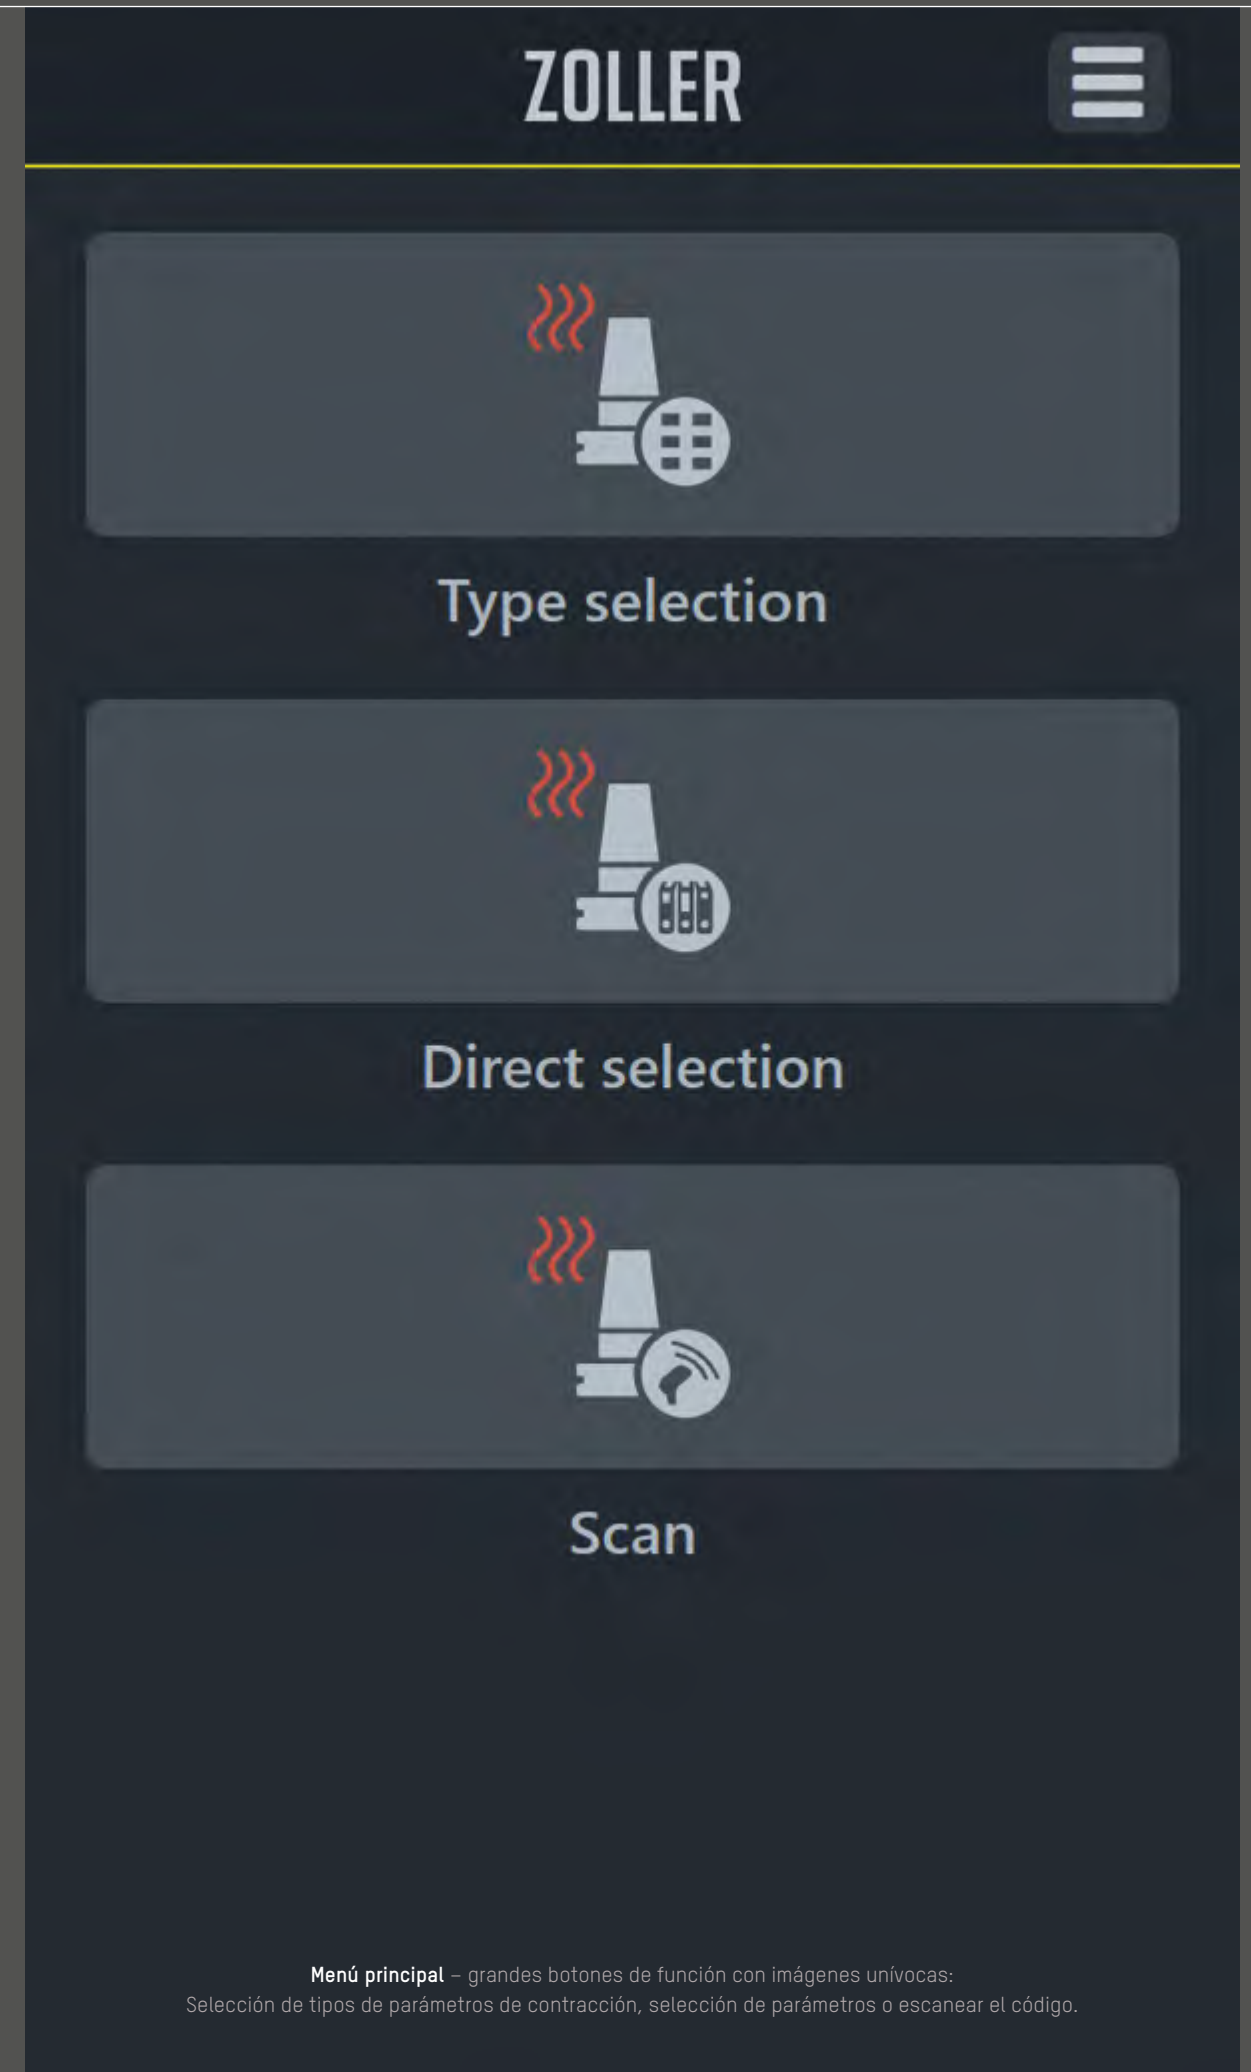 ZOLLER
Type selection
Direct selection
Scan
Menú principal – grandes botones de función con imágenes unívocas:
Selección de tipos de parámetros de contracción, selección de parámetros o escanear el código.